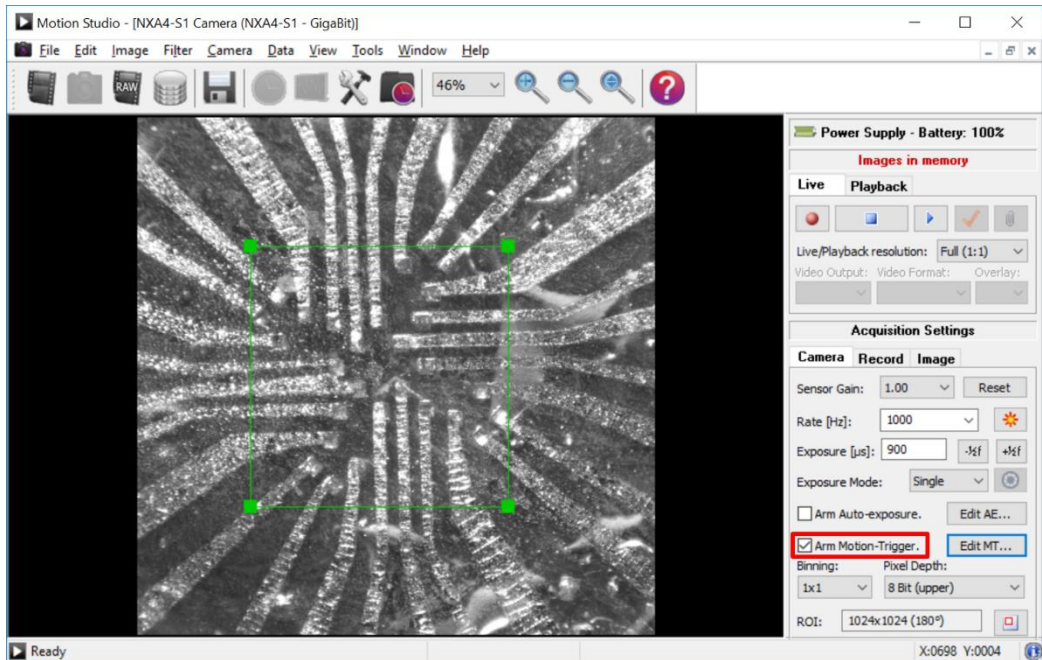 Motion Studio - [NXA4-S1 Camera (NXA4-S1 - GigaBit)]
File Edit Image Filter Camera Data View Tools Window Help
RAW 46% ?
Power Supply - Battery: 100%
Images in memory
Live Playback
Live/Playback resolution: Full (1:1)
Video Output: Video Format: Overlay:
Acquisition Settings
Camera Record Image
Sensor Gain: 1.00 Reset
Rate [Hz]: 1000
Exposure [µs]: 900 -½f +½f
Exposure Mode: Single
Arm Auto-exposure. Edit AE...
Arm Motion-Trigger. Edit MT...
Binning: Pixel Depth:
1x1 8 Bit (upper)
ROI: 1024x1024 (180°)
Ready X:0698 Y:0004